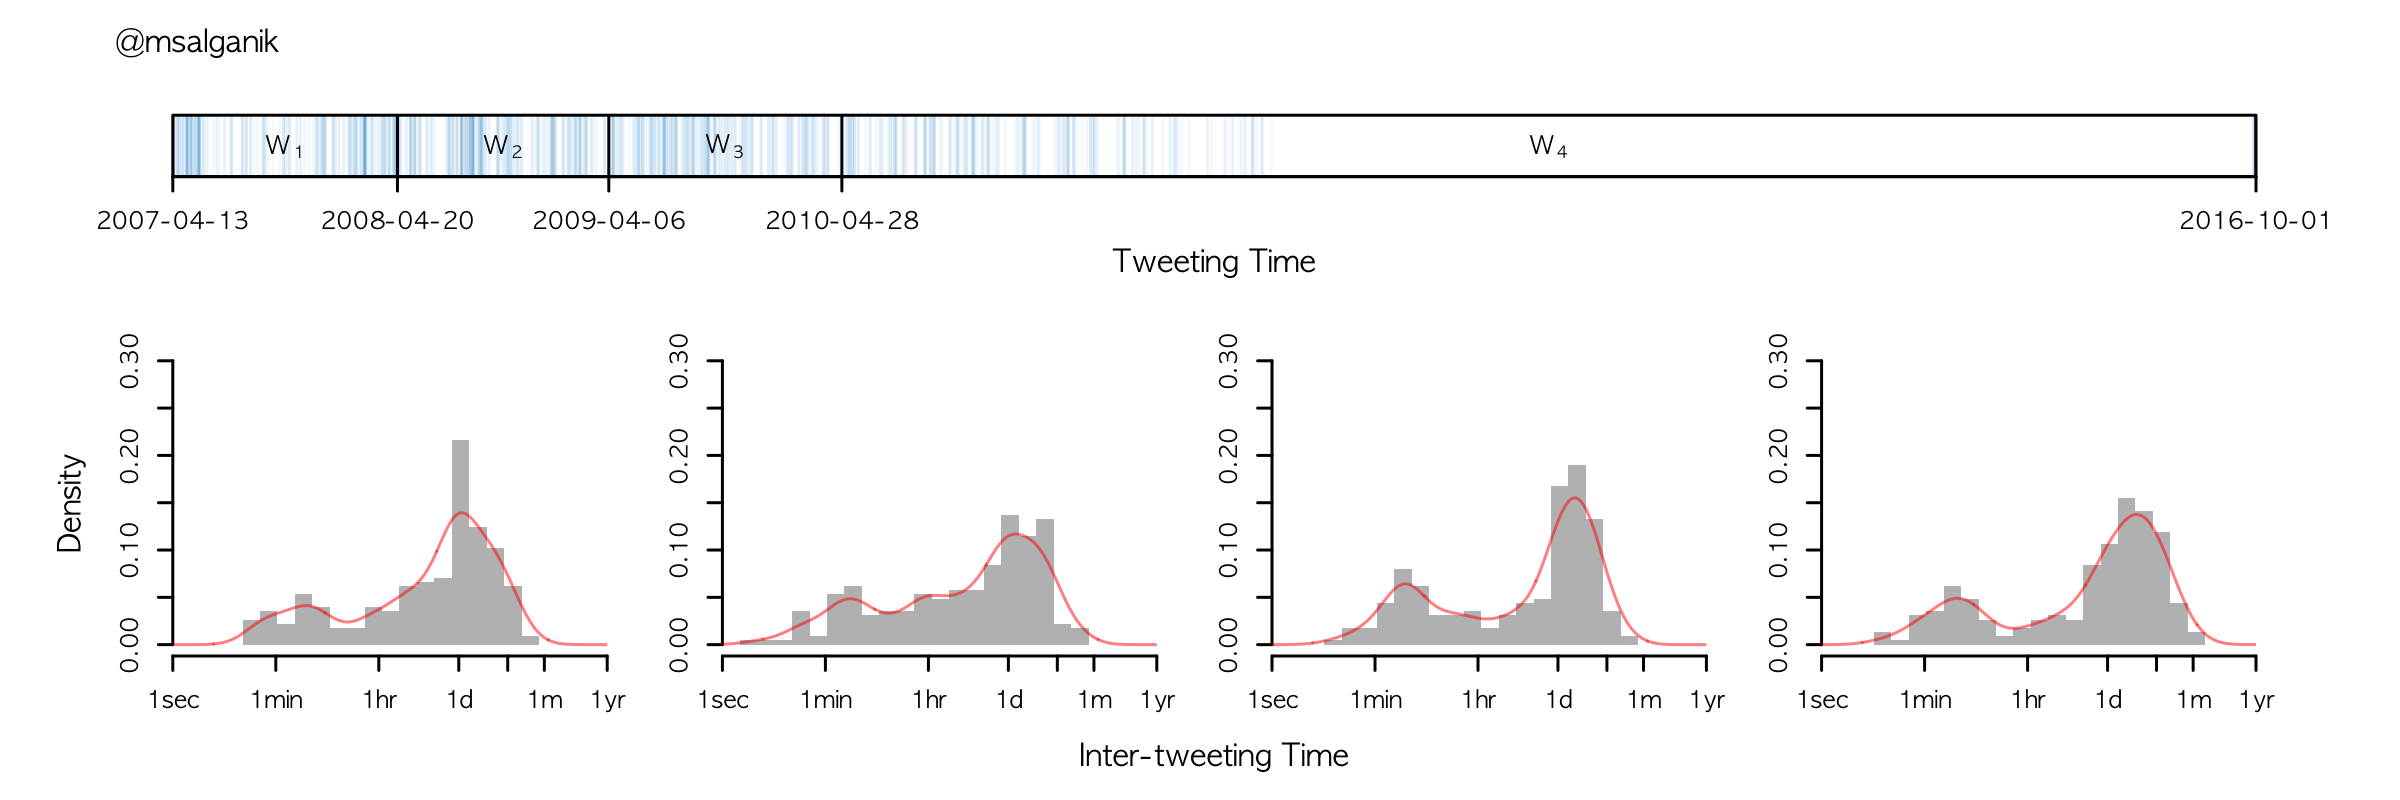 @msalganik
W1 W2 W3 W4
2007-04-13 2008-04-20 2009-04-06 2010-04-28 2016-10-01
Tweeting Time
Density
0.00 0.10 0.20 0.30
0.00 0.10 0.20 0.30
0.00 0.10 0.20 0.30
0.00 0.10 0.20 0.30
1sec 1min 1hr 1d 1m 1yr
1sec 1min 1hr 1d 1m 1yr
1sec 1min 1hr 1d 1m 1yr
1sec 1min 1hr 1d 1m 1yr
Inter-tweeting Time